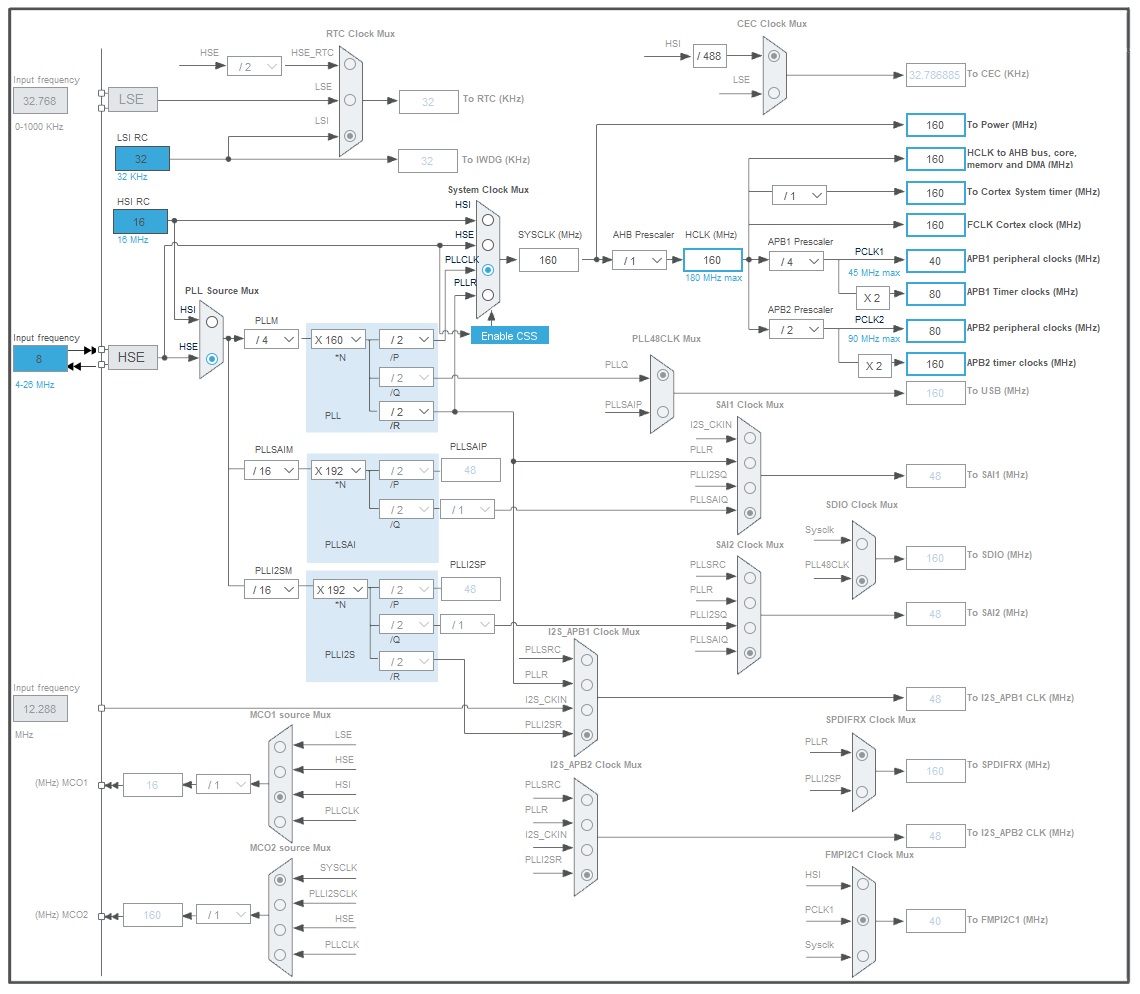 RTC Clock Mux
CEC Clock Mux
HSE
/ 2
HSE_RTC
HSI
/ 488
Input frequency
32.768
0-1000 KHz
LSE
LSE
LSI
32
To RTC (KHz)
LSE
32.786885
To CEC (KHz)
LSI RC
32
32 KHz
32
To IWDG (KHz)
160
To Power (MHz)
160
HCLK to AHB bus, core,
memory and DMA (MHz)
/ 1
160
To Cortex System timer (MHz)
160
FCLK Cortex clock (MHz)
HSI RC
16
16 MHz
System Clock Mux
HSI
HSE
PLLCLK
PLLR
SYSCLK (MHz)
160
AHB Prescaler
/ 1
HCLK (MHz)
160
180 MHz max
APB1 Prescaler
/ 4
PCLK1
45 MHz max
40
APB1 peripheral clocks (MHz)
X 2
80
APB1 Timer clocks (MHz)
APB2 Prescaler
/ 2
PCLK2
90 MHz max
80
APB2 peripheral clocks (MHz)
X 2
160
APB2 timer clocks (MHz)
Enable CSS
PLL Source Mux
HSI
HSE
Input frequency
8
4-26 MHz
HSE
PLLM
/ 4
X 160
*N
/ 2
/P
/ 2
/Q
/ 2
/R
PLL
PLL48CLK Mux
PLLQ
PLLSAIP
160
To USB (MHz)
PLLSAIM
/ 16
X 192
*N
/ 2
/P
PLLSAIP
48
/ 2
/Q
/ 1
PLLSAI
SAI1 Clock Mux
I2S_CKIN
PLLR
PLLI2SQ
PLLSAIQ
48
To SAI1 (MHz)
SDIO Clock Mux
Sysclk
PLL48CLK
160
To SDIO (MHz)
SAI2 Clock Mux
PLLSRC
PLLR
PLLI2SQ
PLLSAIQ
48
To SAI2 (MHz)
PLLI2SM
/ 16
X 192
*N
/ 2
/P
PLLI2SP
48
/ 2
/Q
/ 1
/ 2
/R
PLLI2S
I2S_APB1 Clock Mux
PLLSRC
PLLR
I2S_CKIN
PLLI2SR
48
To I2S_APB1 CLK (MHz)
Input frequency
12.288
MHz
MCO1 source Mux
LSE
HSE
HSI
PLLCLK
(MHz) MCO1
16
/ 1
SPDIFRX Clock Mux
PLLR
PLLI2SP
160
To SPDIFRX (MHz)
I2S_APB2 Clock Mux
PLLSRC
PLLR
I2S_CKIN
PLLI2SR
48
To I2S_APB2 CLK (MHz)
MCO2 source Mux
SYSCLK
PLLI2SCLK
HSE
PLLCLK
(MHz) MCO2
160
/ 1
FMPI2C1 Clock Mux
HSI
PCLK1
Sysclk
40
To FMPI2C1 (MHz)